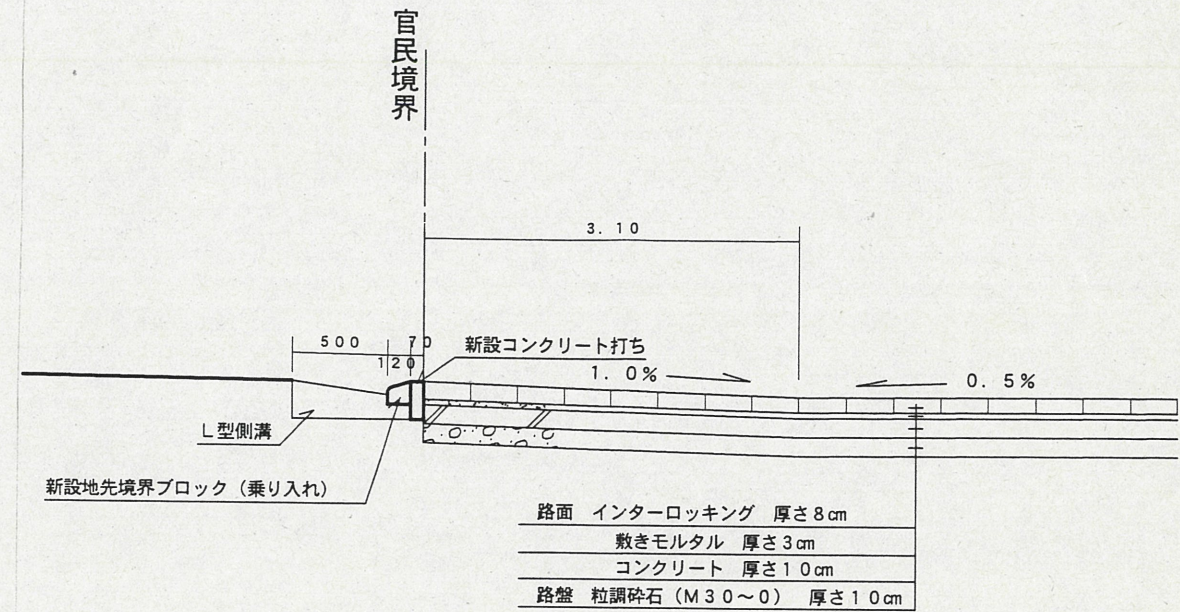 官民境界
3.10
500
70
120
新設コンクリート打ち
1.0%
0.5%
L型側溝
新設地先境界ブロック（乗り入れ）
路面 インターロッキング 厚さ8㎝
敷きモルタル 厚さ3㎝
コンクリート 厚さ10㎝
路盤 粒調砕石（M30～0） 厚さ10㎝